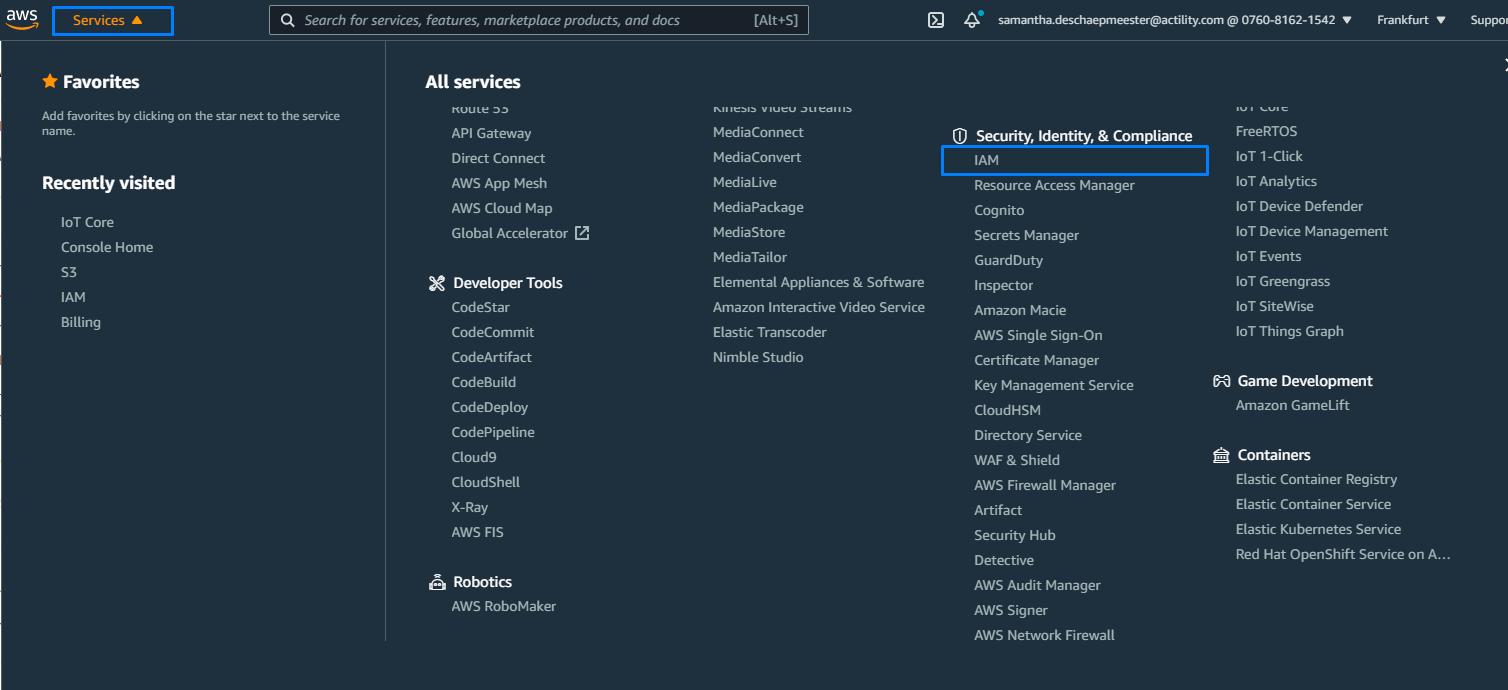 aws
Services
Search for services, features, marketplace products, and docs
[Alt+S]
samantha.deschaepmeester@actility.com @ 0760-8162-1542
Frankfurt
Suppor
Favorites
Add favorites by clicking on the star next to the service
name.
Recently visited
IoT Core
Console Home
S3
IAM
Billing
All services
Route 53
API Gateway
Direct Connect
AWS App Mesh
AWS Cloud Map
Global Accelerator
Developer Tools
CodeStar
CodeCommit
CodeArtifact
CodeBuild
CodeDeploy
CodePipeline
Cloud9
CloudShell
X-Ray
AWS FIS
Robotics
AWS RoboMaker
Kinesis Video Streams
MediaConnect
MediaConvert
MediaLive
MediaPackage
MediaStore
MediaTailor
Elemental Appliances & Software
Amazon Interactive Video Service
Elastic Transcoder
Nimble Studio
Security, Identity, & Compliance
IAM
Resource Access Manager
Cognito
Secrets Manager
GuardDuty
Inspector
Amazon Macie
AWS Single Sign-On
Certificate Manager
Key Management Service
CloudHSM
Directory Service
WAF & Shield
AWS Firewall Manager
Artifact
Security Hub
Detective
AWS Audit Manager
AWS Signer
AWS Network Firewall
IoT Core
FreeRTOS
IoT 1-Click
IoT Analytics
IoT Device Defender
IoT Device Management
IoT Events
IoT Greengrass
IoT SiteWise
IoT Things Graph
Game Development
Amazon GameLift
Containers
Elastic Container Registry
Elastic Container Service
Elastic Kubernetes Service
Red Hat OpenShift Service on A...